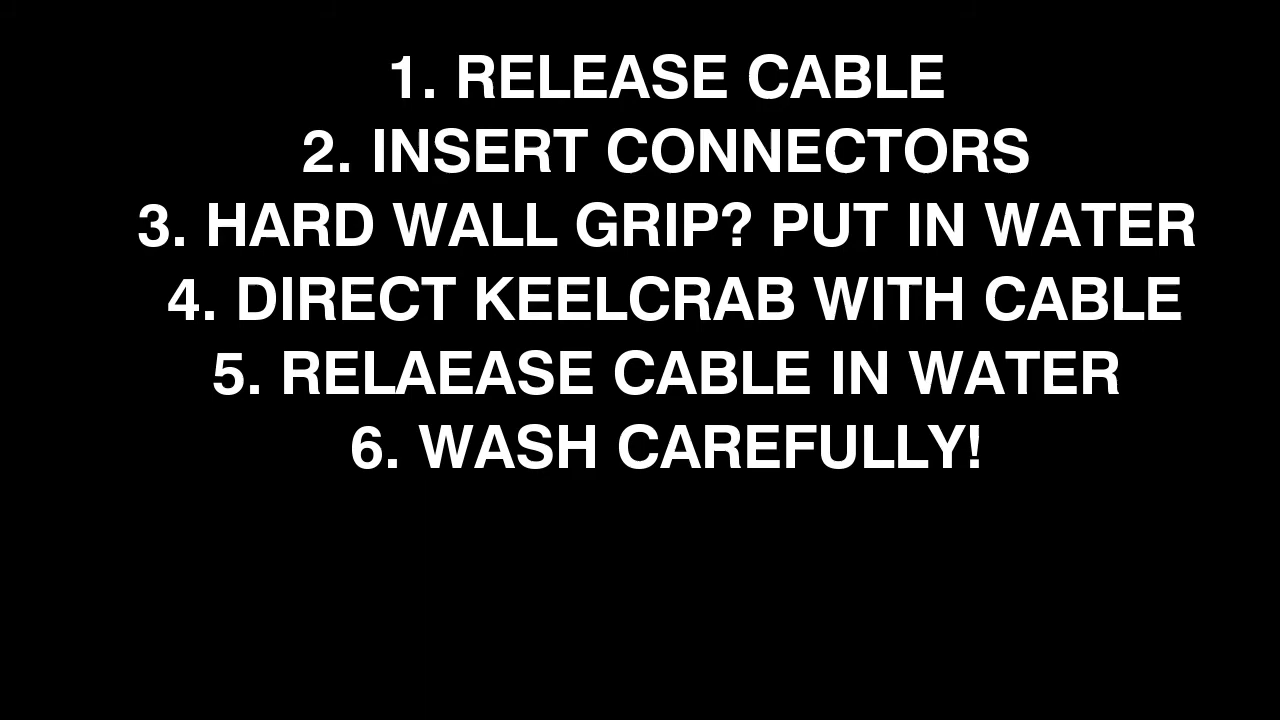 1. RELEASE CABLE
2. INSERT CONNECTORS
3. HARD WALL GRIP? PUT IN WATER
4. DIRECT KEELCRAB WITH CABLE
5. RELAEASE CABLE IN WATER
6. WASH CAREFULLY!